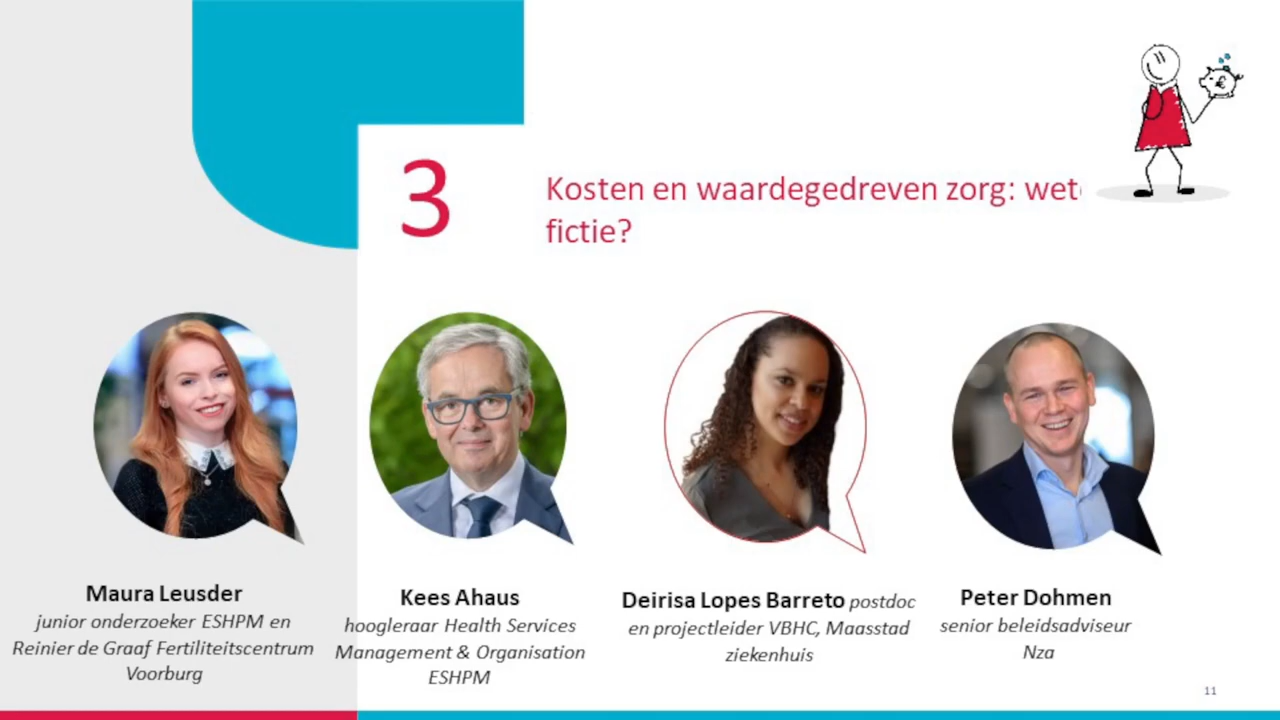 3
Kosten en waardegedreven zorg: wet
fictie?
€
Maura Leusder
junior onderzoeker ESHPM en
Reinier de Graaf Fertiliteitscentrum
Voorburg
Kees Ahaus
hoogleraar Health Services
Management & Organisation
ESHPM
Deirisa Lopes Barreto postdoc
en projectleider VBHC, Maasstad
ziekenhuis
Peter Dohmen
senior beleidsadviseur
Nza
11